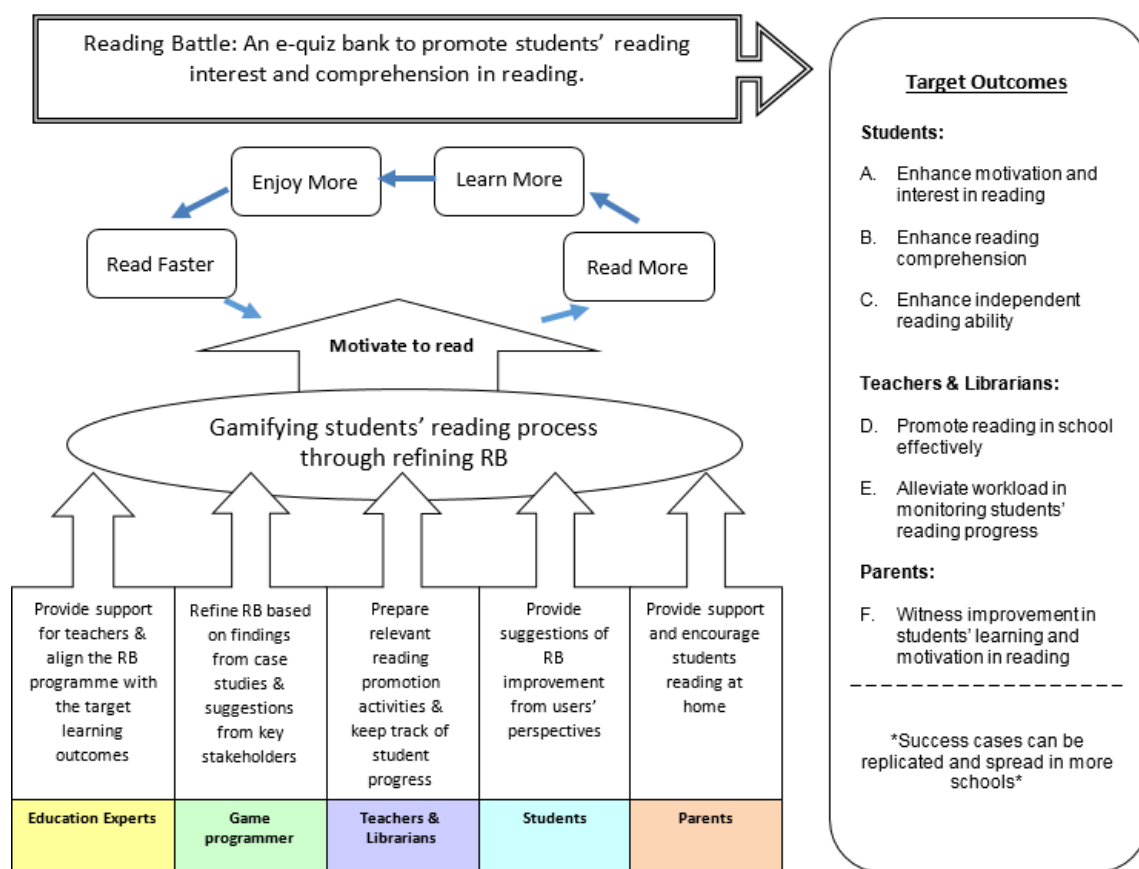 Reading Battle: An e-quiz bank to promote students' reading
interest and comprehension in reading.
Enjoy More
Learn More
Read Faster
Read More
Motivate to read
Gamifying students' reading process
through refining RB
Provide support
for teachers &
align the RB
programme with
the target
learning
outcomes
Refine RB based
on findings
from case
studies &
suggestions
from key
stakeholders
Prepare
relevant
reading
promotion
activities &
keep track of
student
progress
Provide
suggestions of
RB
improvement
from users'
perspectives
Provide support
and encourage
students
reading at
home
Education Experts
Game
programmer
Teachers &
Librarians
Students
Parents
Target Outcomes
Students:
A. Enhance motivation and
interest in reading
B. Enhance reading
comprehension
C. Enhance independent
reading ability
Teachers & Librarians:
D. Promote reading in school
effectively
E. Alleviate workload in
monitoring students'
reading progress
Parents:
F. Witness improvement in
students' learning and
motivation in reading
*Success cases can be
replicated and spread in more
schools*